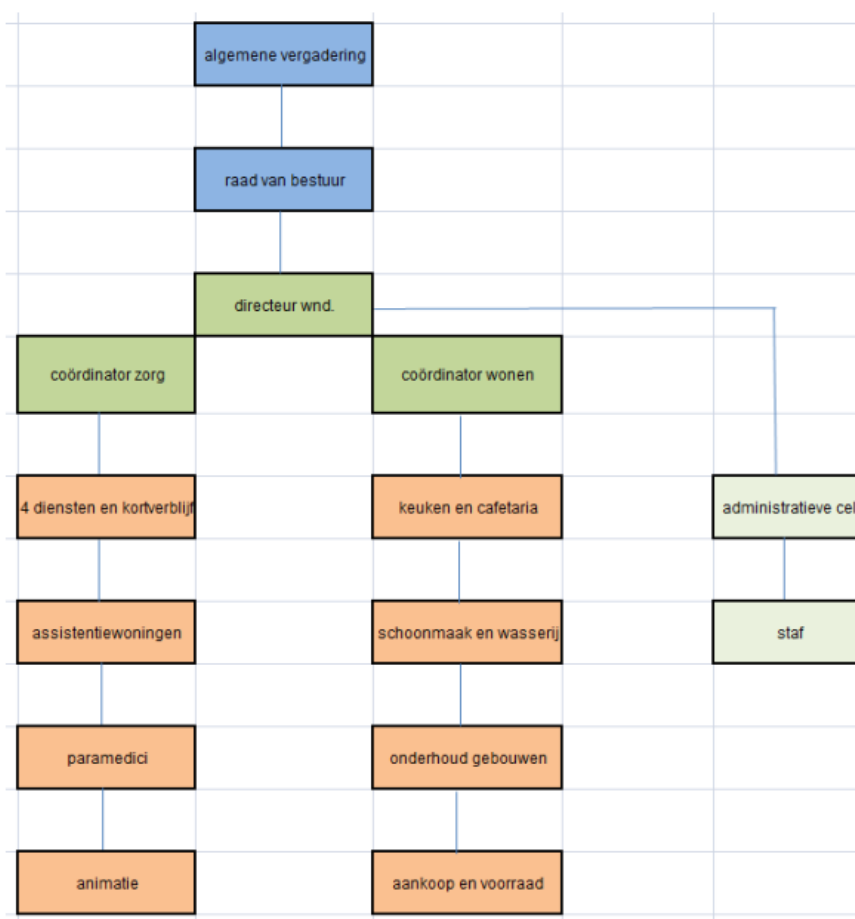 algemene vergadering
raad van bestuur
directeur wnd.
coördinator zorg
coördinator wonen
4 diensten en kortverblijf
keuken en cafetaria
administratieve cel
assistentiewoningen
schoonmaak en wasserij
staf
paramedici
onderhoud gebouwen
animatie
aankoop en voorraad